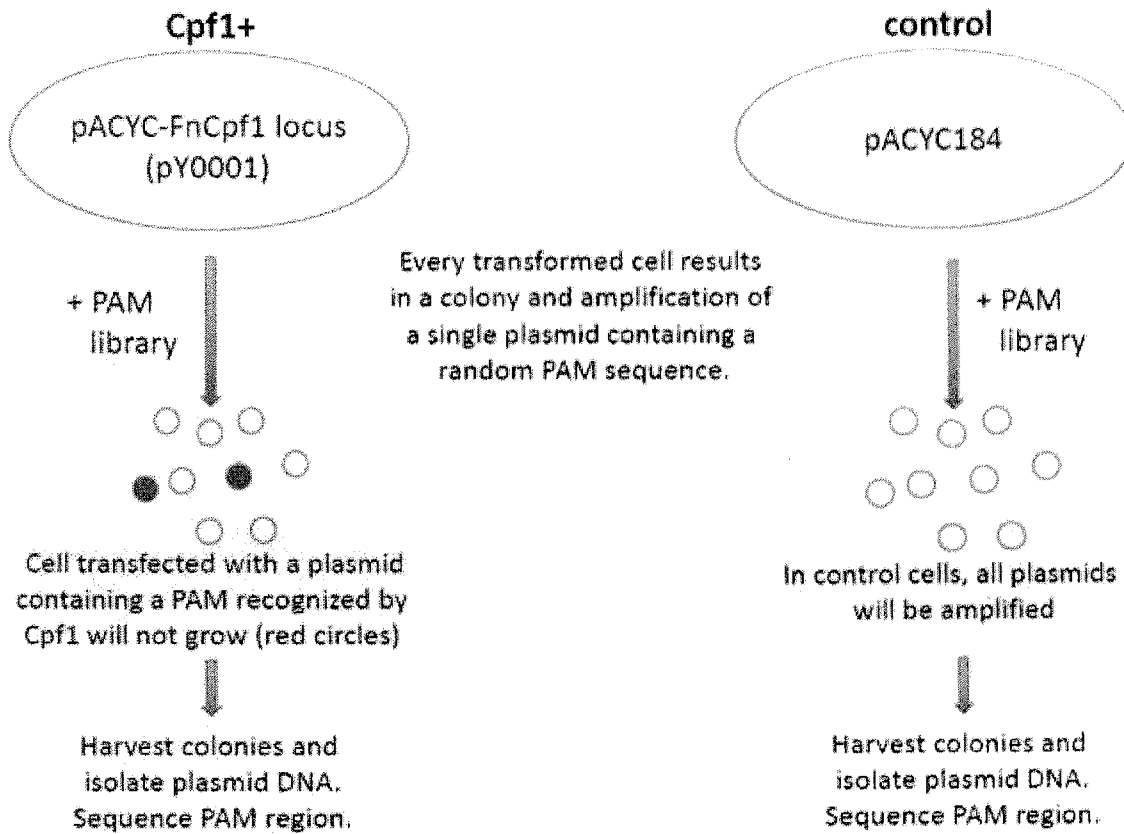 Cpf1+
pACYC-FnCpf1 locus
(pY0001)
+ PAM
library
Cell transfected with a plasmid
containing a PAM recognized by
Cpf1 will not grow (red circles)
Harvest colonies and
isolate plasmid DNA.
Sequence PAM region.
Every transformed cell results
in a colony and amplification of
a single plasmid containing a
random PAM sequence.
control
pACYC184
+ PAM
library
In control cells, all plasmids
will be amplified
Harvest colonies and
isolate plasmid DNA.
Sequence PAM region.